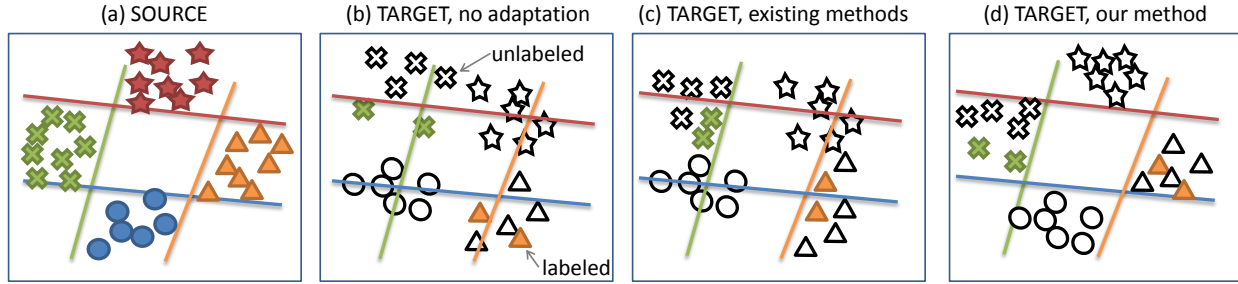 (a) SOURCE
(b) TARGET, no adaptation
(c) TARGET, existing methods
(d) TARGET, our method
unlabeled
labeled